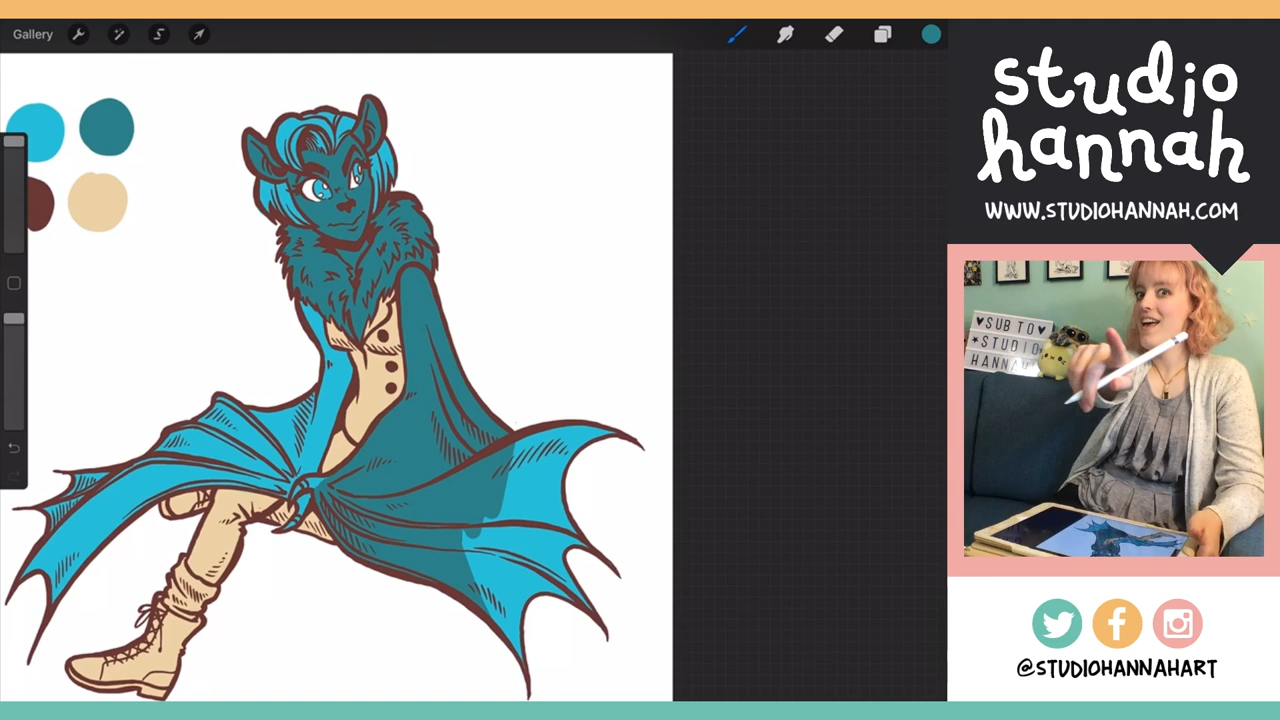 Gallery
studio
hannah
WWW.STUDIOHANNAH.COM
♥SUB TO♥
★STUDIO
HANNAH
@STUDIOHANNAHART